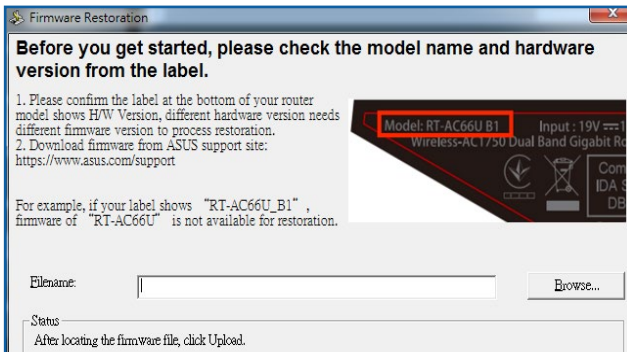 Firmware Restoration
Before you get started, please check the model name and hardware
version from the label.
1. Please confirm the label at the bottom of your router
model shows H/W Version, different hardware version needs
different firmware version to process restoration.
2. Download firmware from ASUS support site:
https://www.asus.com/support
For example, if your label shows “RT-AC66U_B1”,
firmware of “RT-AC66U” is not available for restoration.
Model: RT-AC66U B1 Input : 19V
Wireless-AC1750 Dual Band Gigabit
Com
IDA
DB
Filename:
Browse...
Status
After locating the firmware file, click Upload.